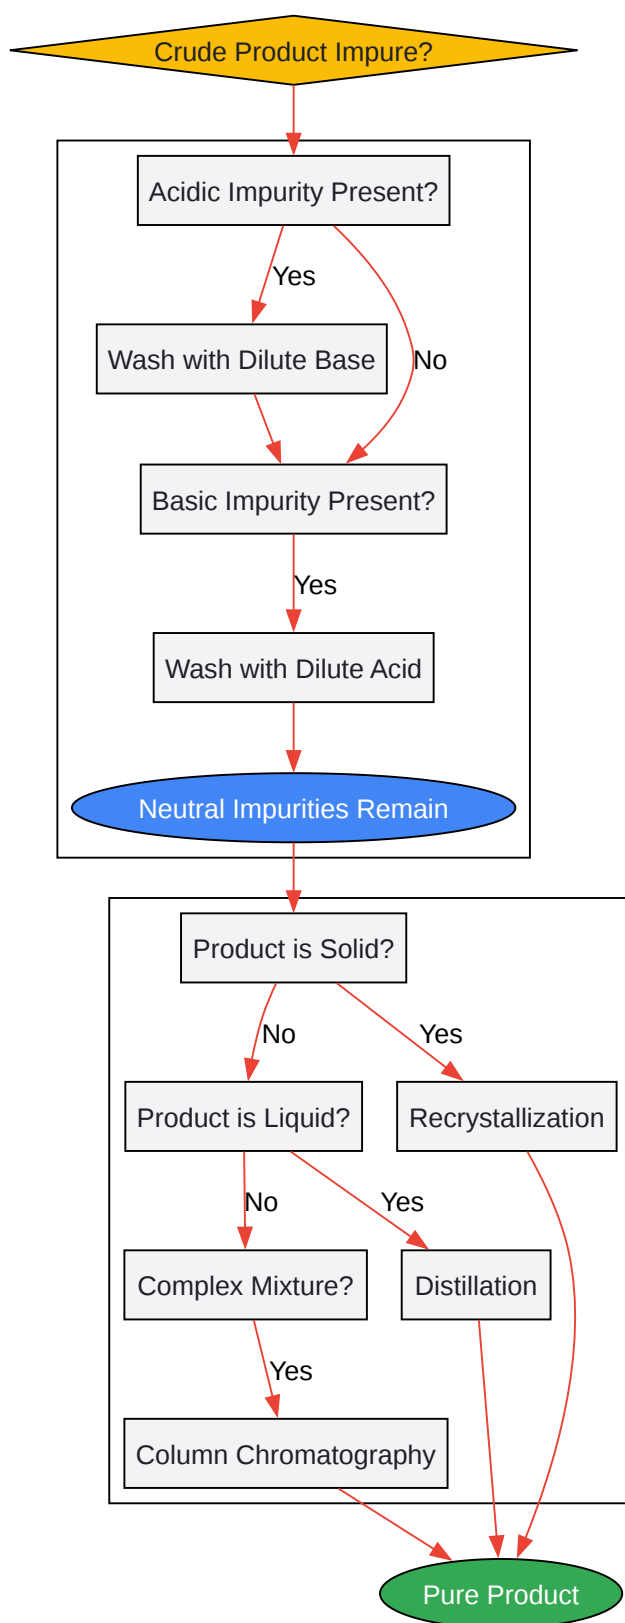 Crude Product Impure?
Acidic Impurity Present?
Yes
Wash with Dilute Base
No
Basic Impurity Present?
Yes
Wash with Dilute Acid
Neutral Impurities Remain
Product is Solid?
No
Yes
Product is Liquid?
Recrystallization
No
Yes
Complex Mixture?
Distillation
Yes
Column Chromatography
Pure Product